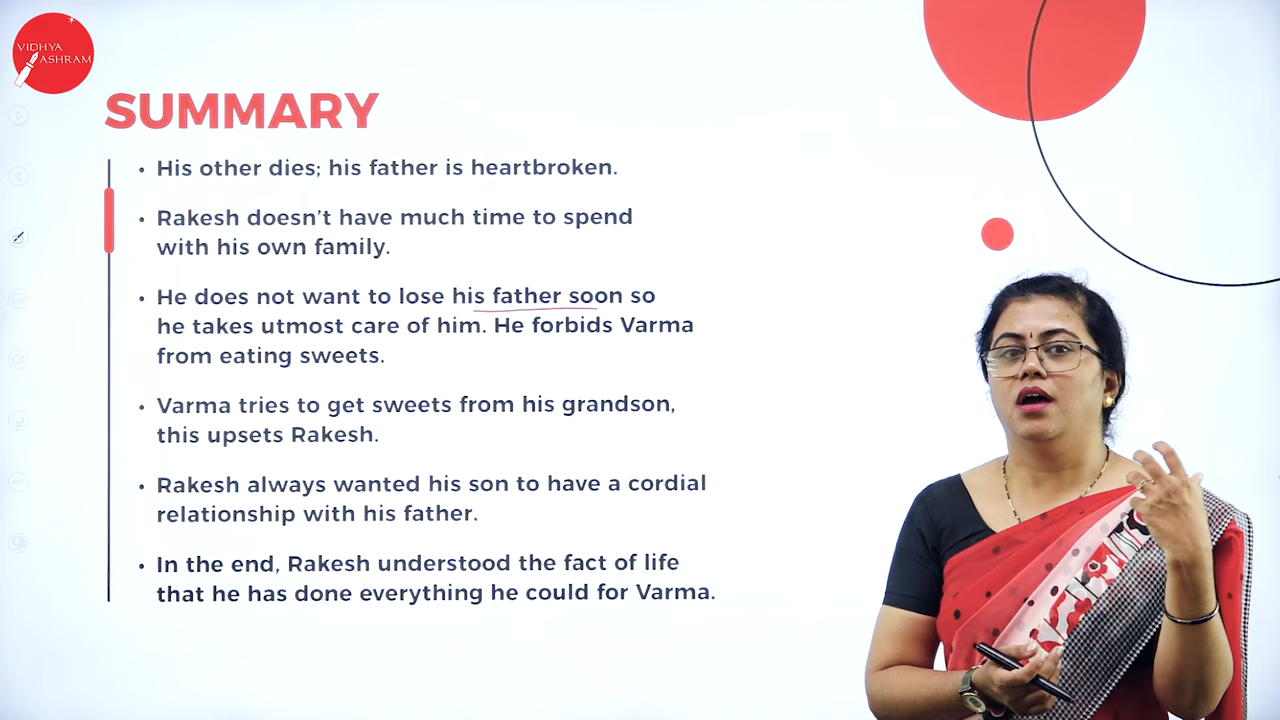 VIDHYA
ASHRAM
SUMMARY
• His other dies; his father is heartbroken.
• Rakesh doesn't have much time to spend
with his own family.
• He does not want to lose his father soon so
he takes utmost care of him. He forbids Varma
from eating sweets.
• Varma tries to get sweets from his grandson,
this upsets Rakesh.
• Rakesh always wanted his son to have a cordial
relationship with his father.
• In the end, Rakesh understood the fact of life
that he has done everything he could for Varma.